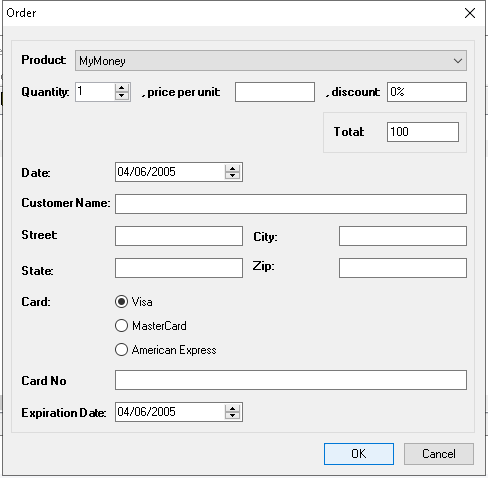 Order
Product: MyMoney
Quantity: 1 , price per unit: , discount: 0%
Total: 100
Date: 04/06/2005
Customer Name:
Street: City:
State: Zip:
Card: Visa
MasterCard
American Express
Card No
Expiration Date: 04/06/2005
OK Cancel